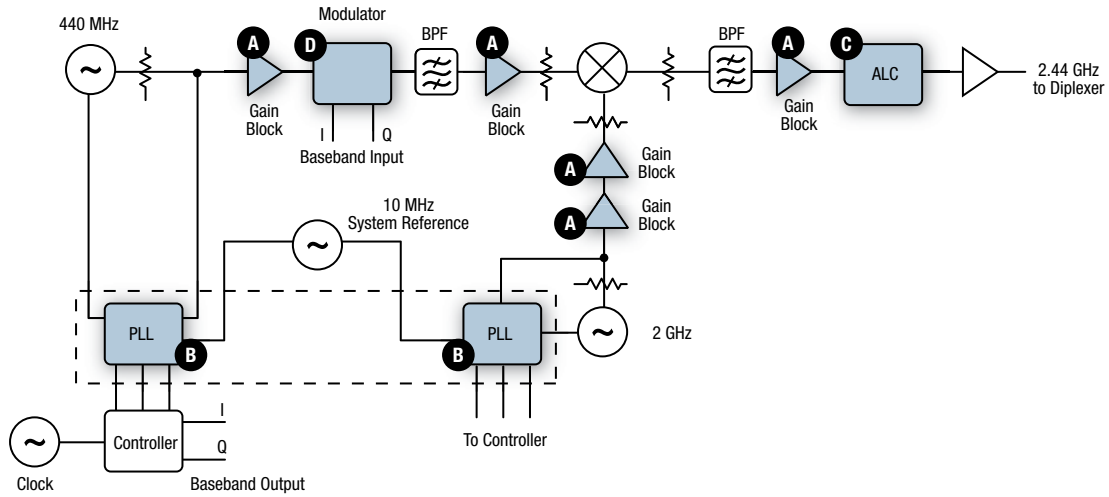 440 MHz
Modulator
A
D
BPF
A
BPF
A
C
ALC
2.44 GHz
to Diplexer
Gain
Block
I
Q
Baseband Input
Gain
Block
Gain
Block
A
Gain
Block
A
Gain
Block
10 MHz
System Reference
PLL
B
PLL
B
2 GHz
Controller
I
Q
Clock
Baseband Output
To Controller